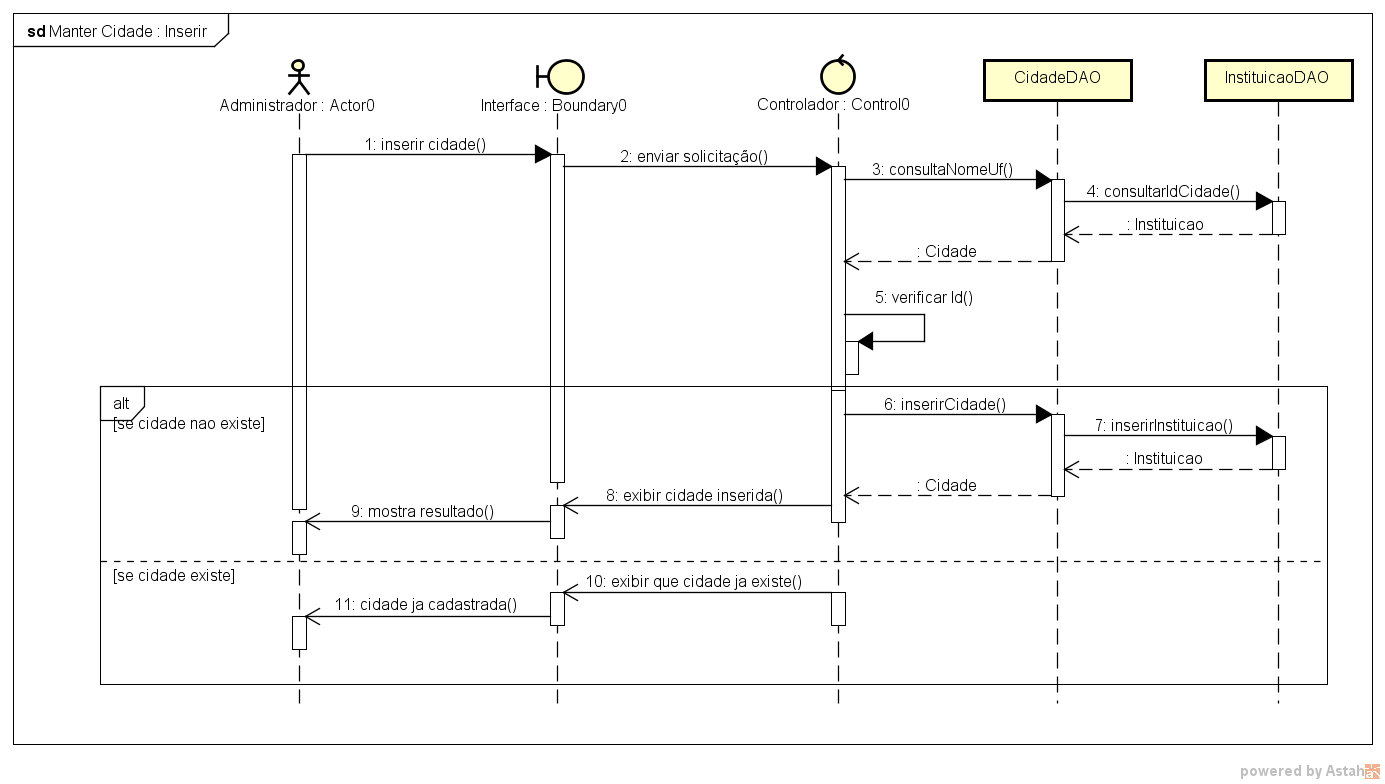 sd Manter Cidade : Inserir
Administrador : Actor0
Interface : Boundary0
Controlador : Control0
CidadeDAO
InstituicaoDAO
1: inserir cidade()
2: enviar solicitação()
3: consultaNomeUf()
4: consultarIdCidade()
: Instituicao
: Cidade
5: verificar Id()
alt
[se cidade nao existe]
6: inserirCidade()
7: inserirInstituicao()
: Instituicao
: Cidade
8: exibir cidade inserida()
9: mostra resultado()
[se cidade existe]
10: exibir que cidade ja existe()
11: cidade ja cadastrada()
powered by Astah